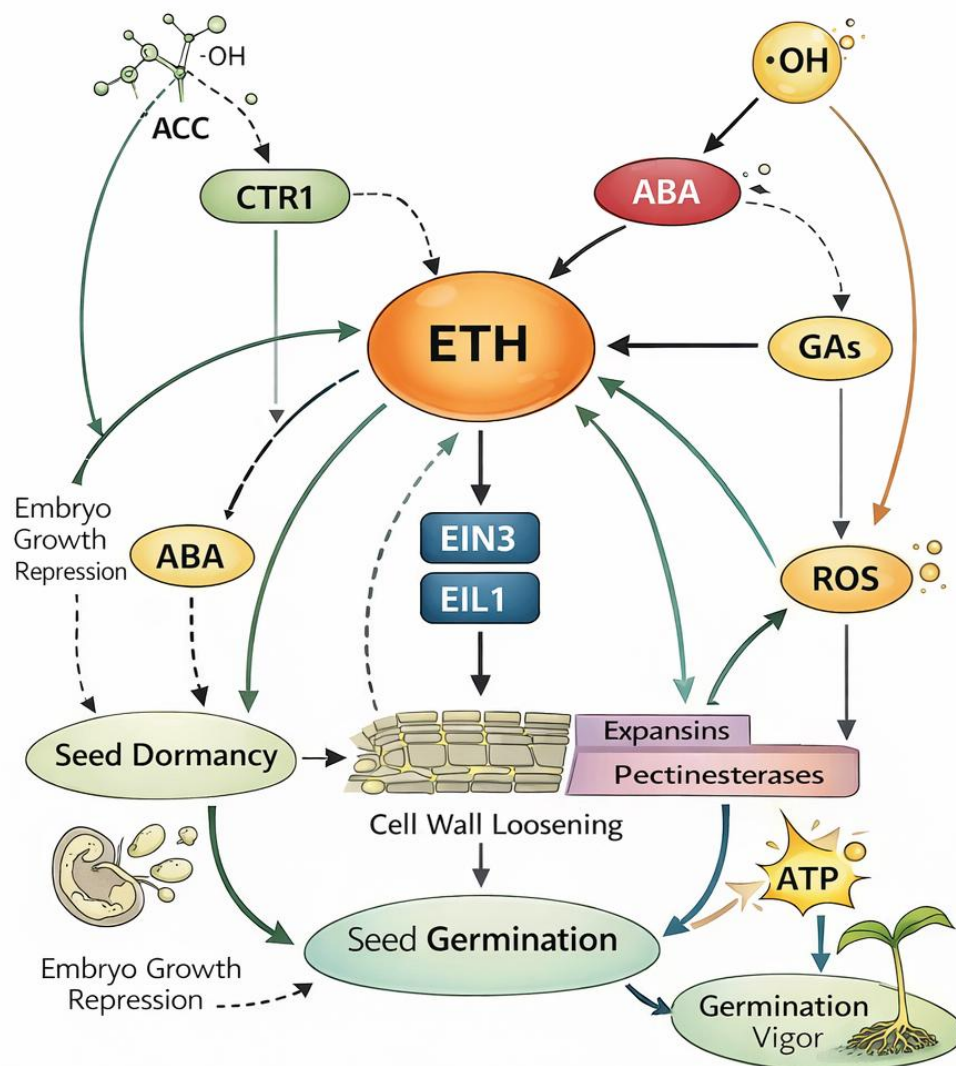 -OH
ACC
•OH
CTR1
ABA
ETH
GAs
Embryo
Growth
Repression
ABA
EIN3
EIL1
ROS
Seed Dormancy
Expansins
Pectinesterases
Cell Wall Loosening
ATP
Seed Germination
Embryo Growth
Repression
Germination
Vigor